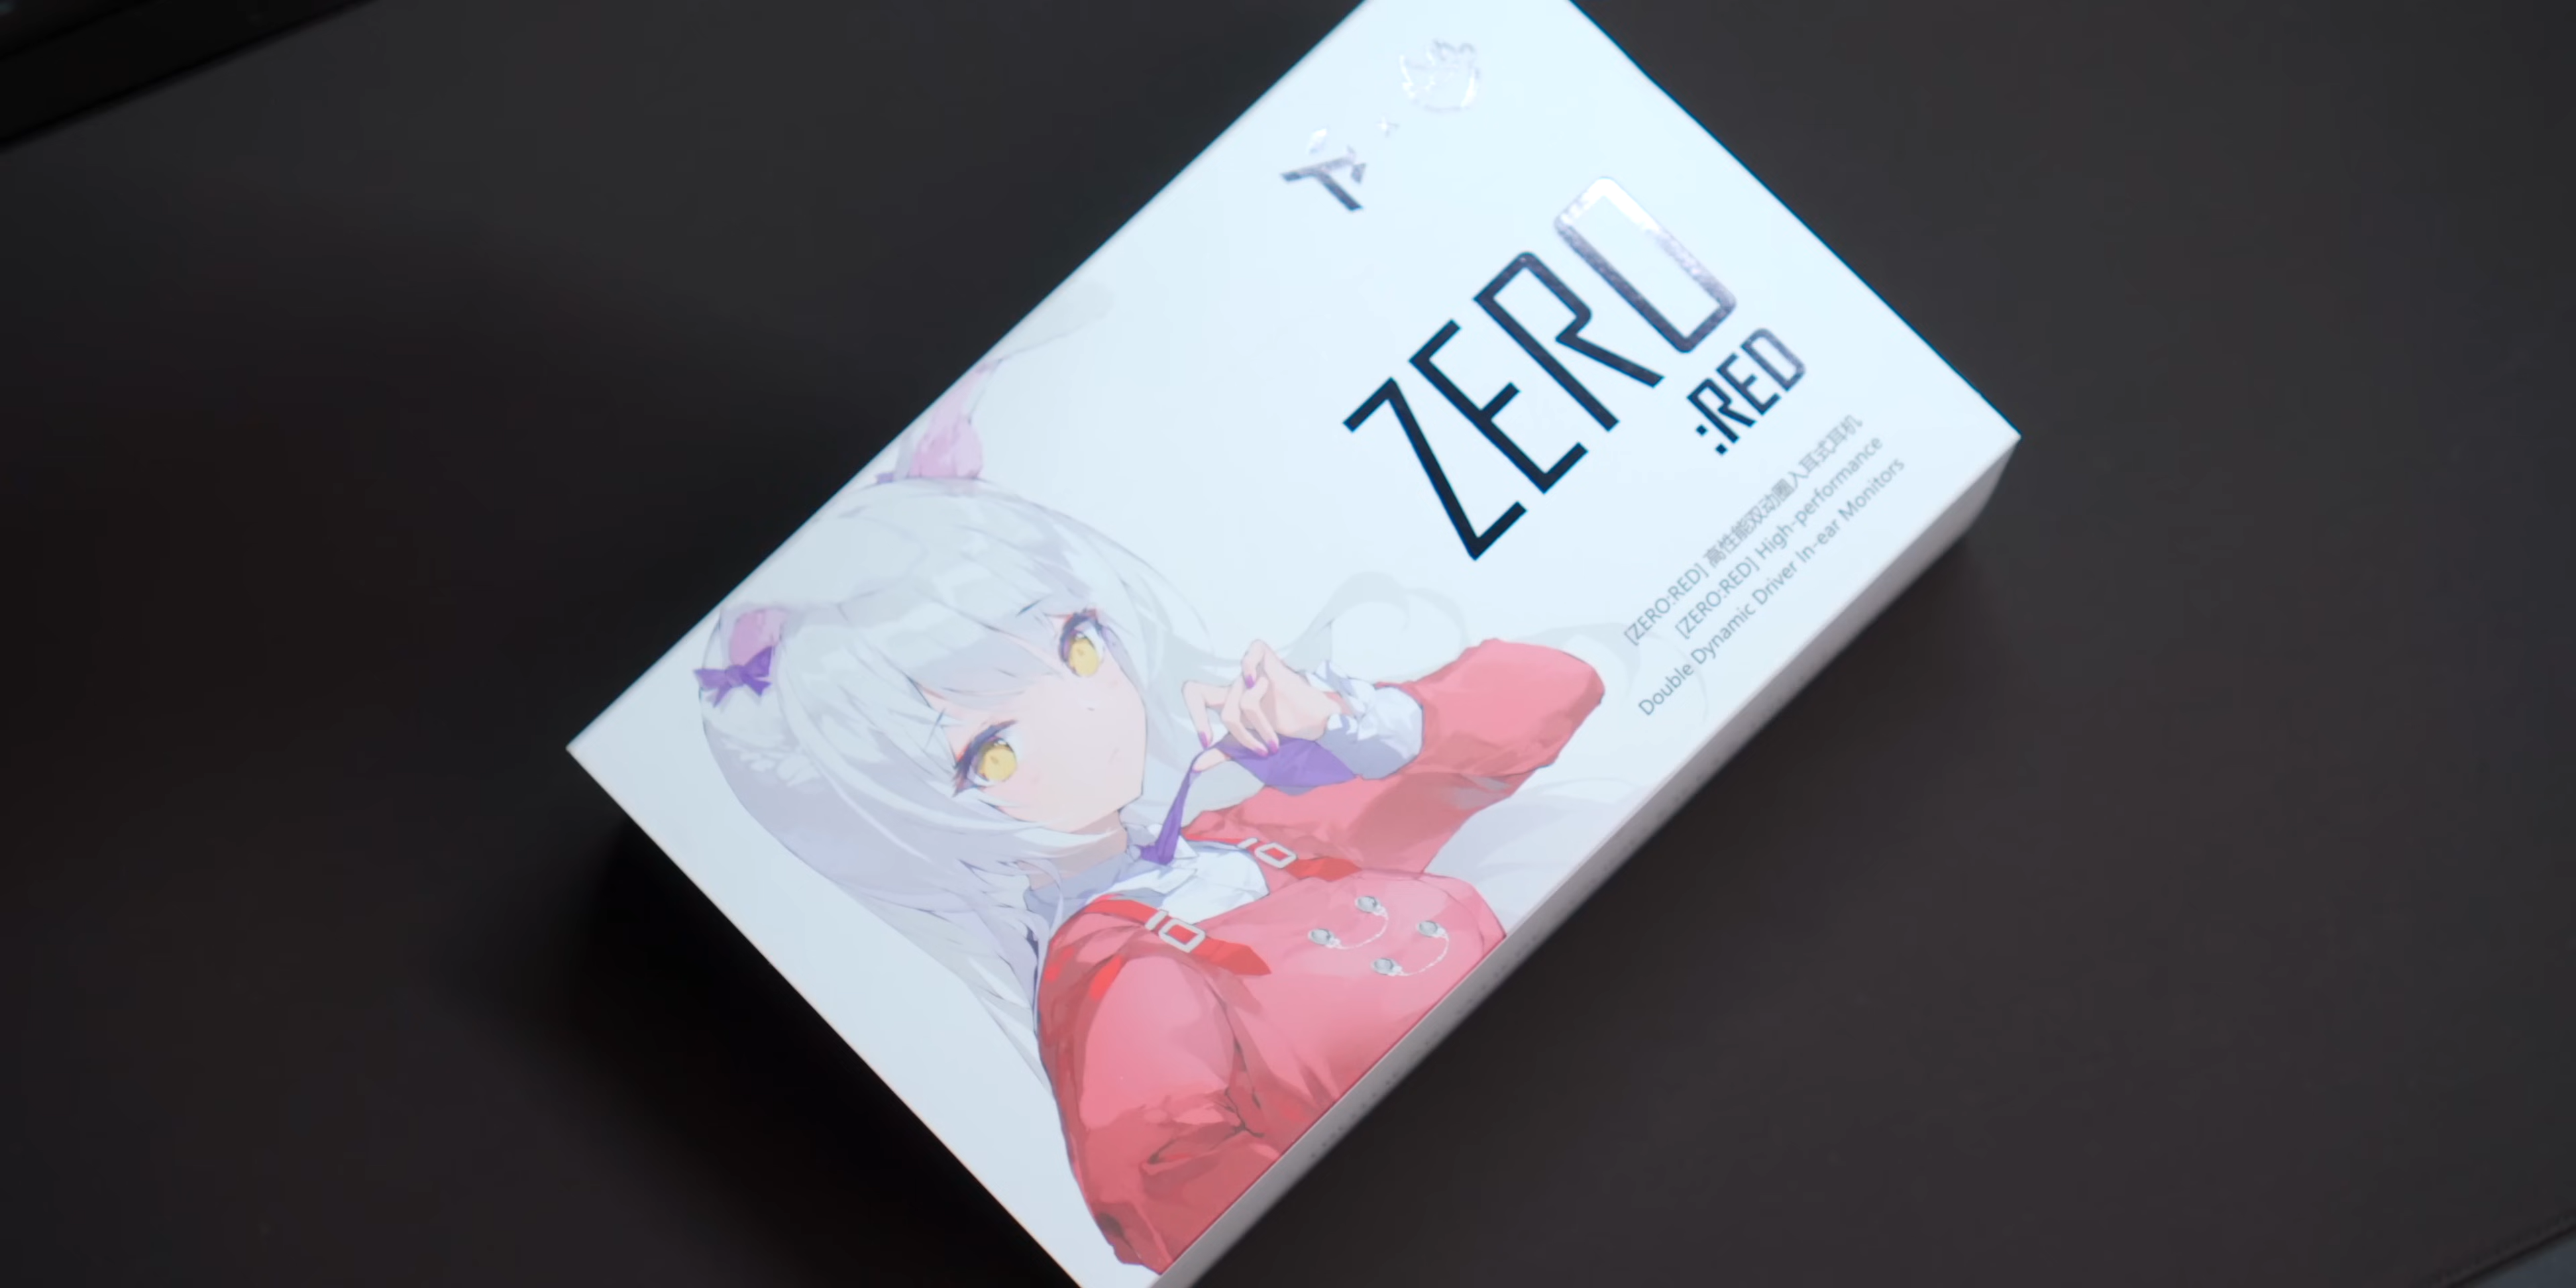 ZERO
:RED
[ZERO:RED] 高性能双动圈入耳式耳机
[ZERO:RED] High-performance
Double Dynamic Driver In-ear Monitors